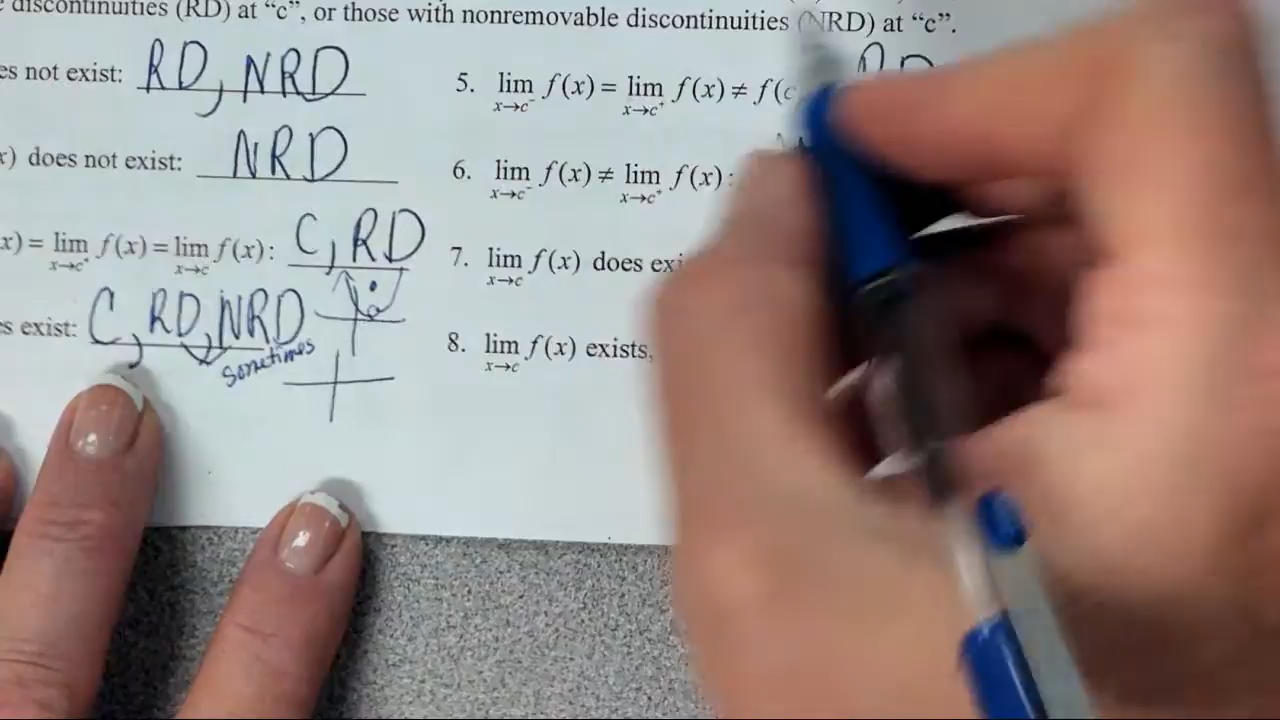 discontinuities (RD) at “c”, or those with nonremovable discontinuities (NRD) at “c”.
es not exist: RD, NRD
x) does not exist: NRD
x) = lim x→c⁺ f(x) = lim x→c f(x): C, RD
s exist: C, RD, NRD
sometimes
5. lim x→c⁻ f(x) = lim x→c⁺ f(x) ≠ f(c
6. lim x→c⁻ f(x) ≠ lim x→c⁺ f(x):
7. lim x→c f(x) does exi
8. lim x→c f(x) exists,